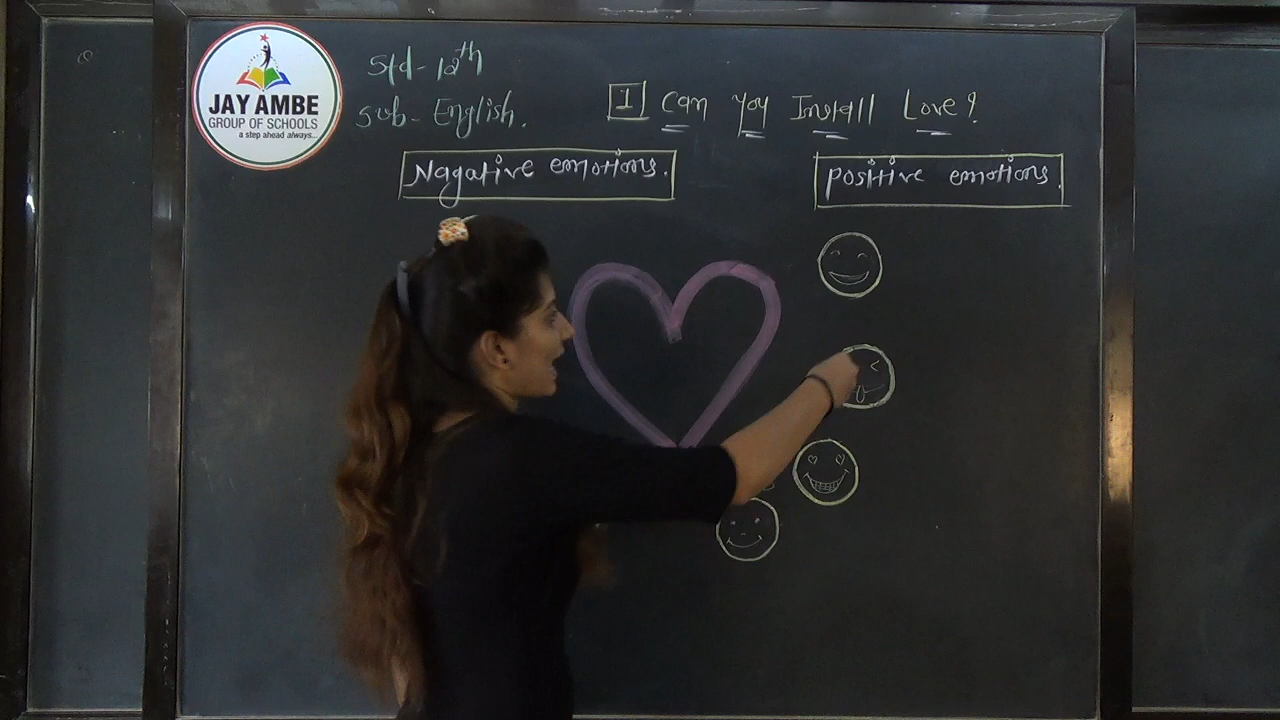 JAY AMBE
GROUP OF SCHOOLS
a step ahead always...
Std - 12th
Sub - English.
1 Can You Install Love?
Nagative emotions.
Positive emotions.